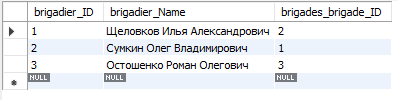 brigadier_ID brigadier_Name brigades_brigade_ID
1 Щеловков Илья Александрович 2
2 Сумкин Олег Владимирович 1
3 Остошенко Роман Олегович 3
NULL NULL NULL